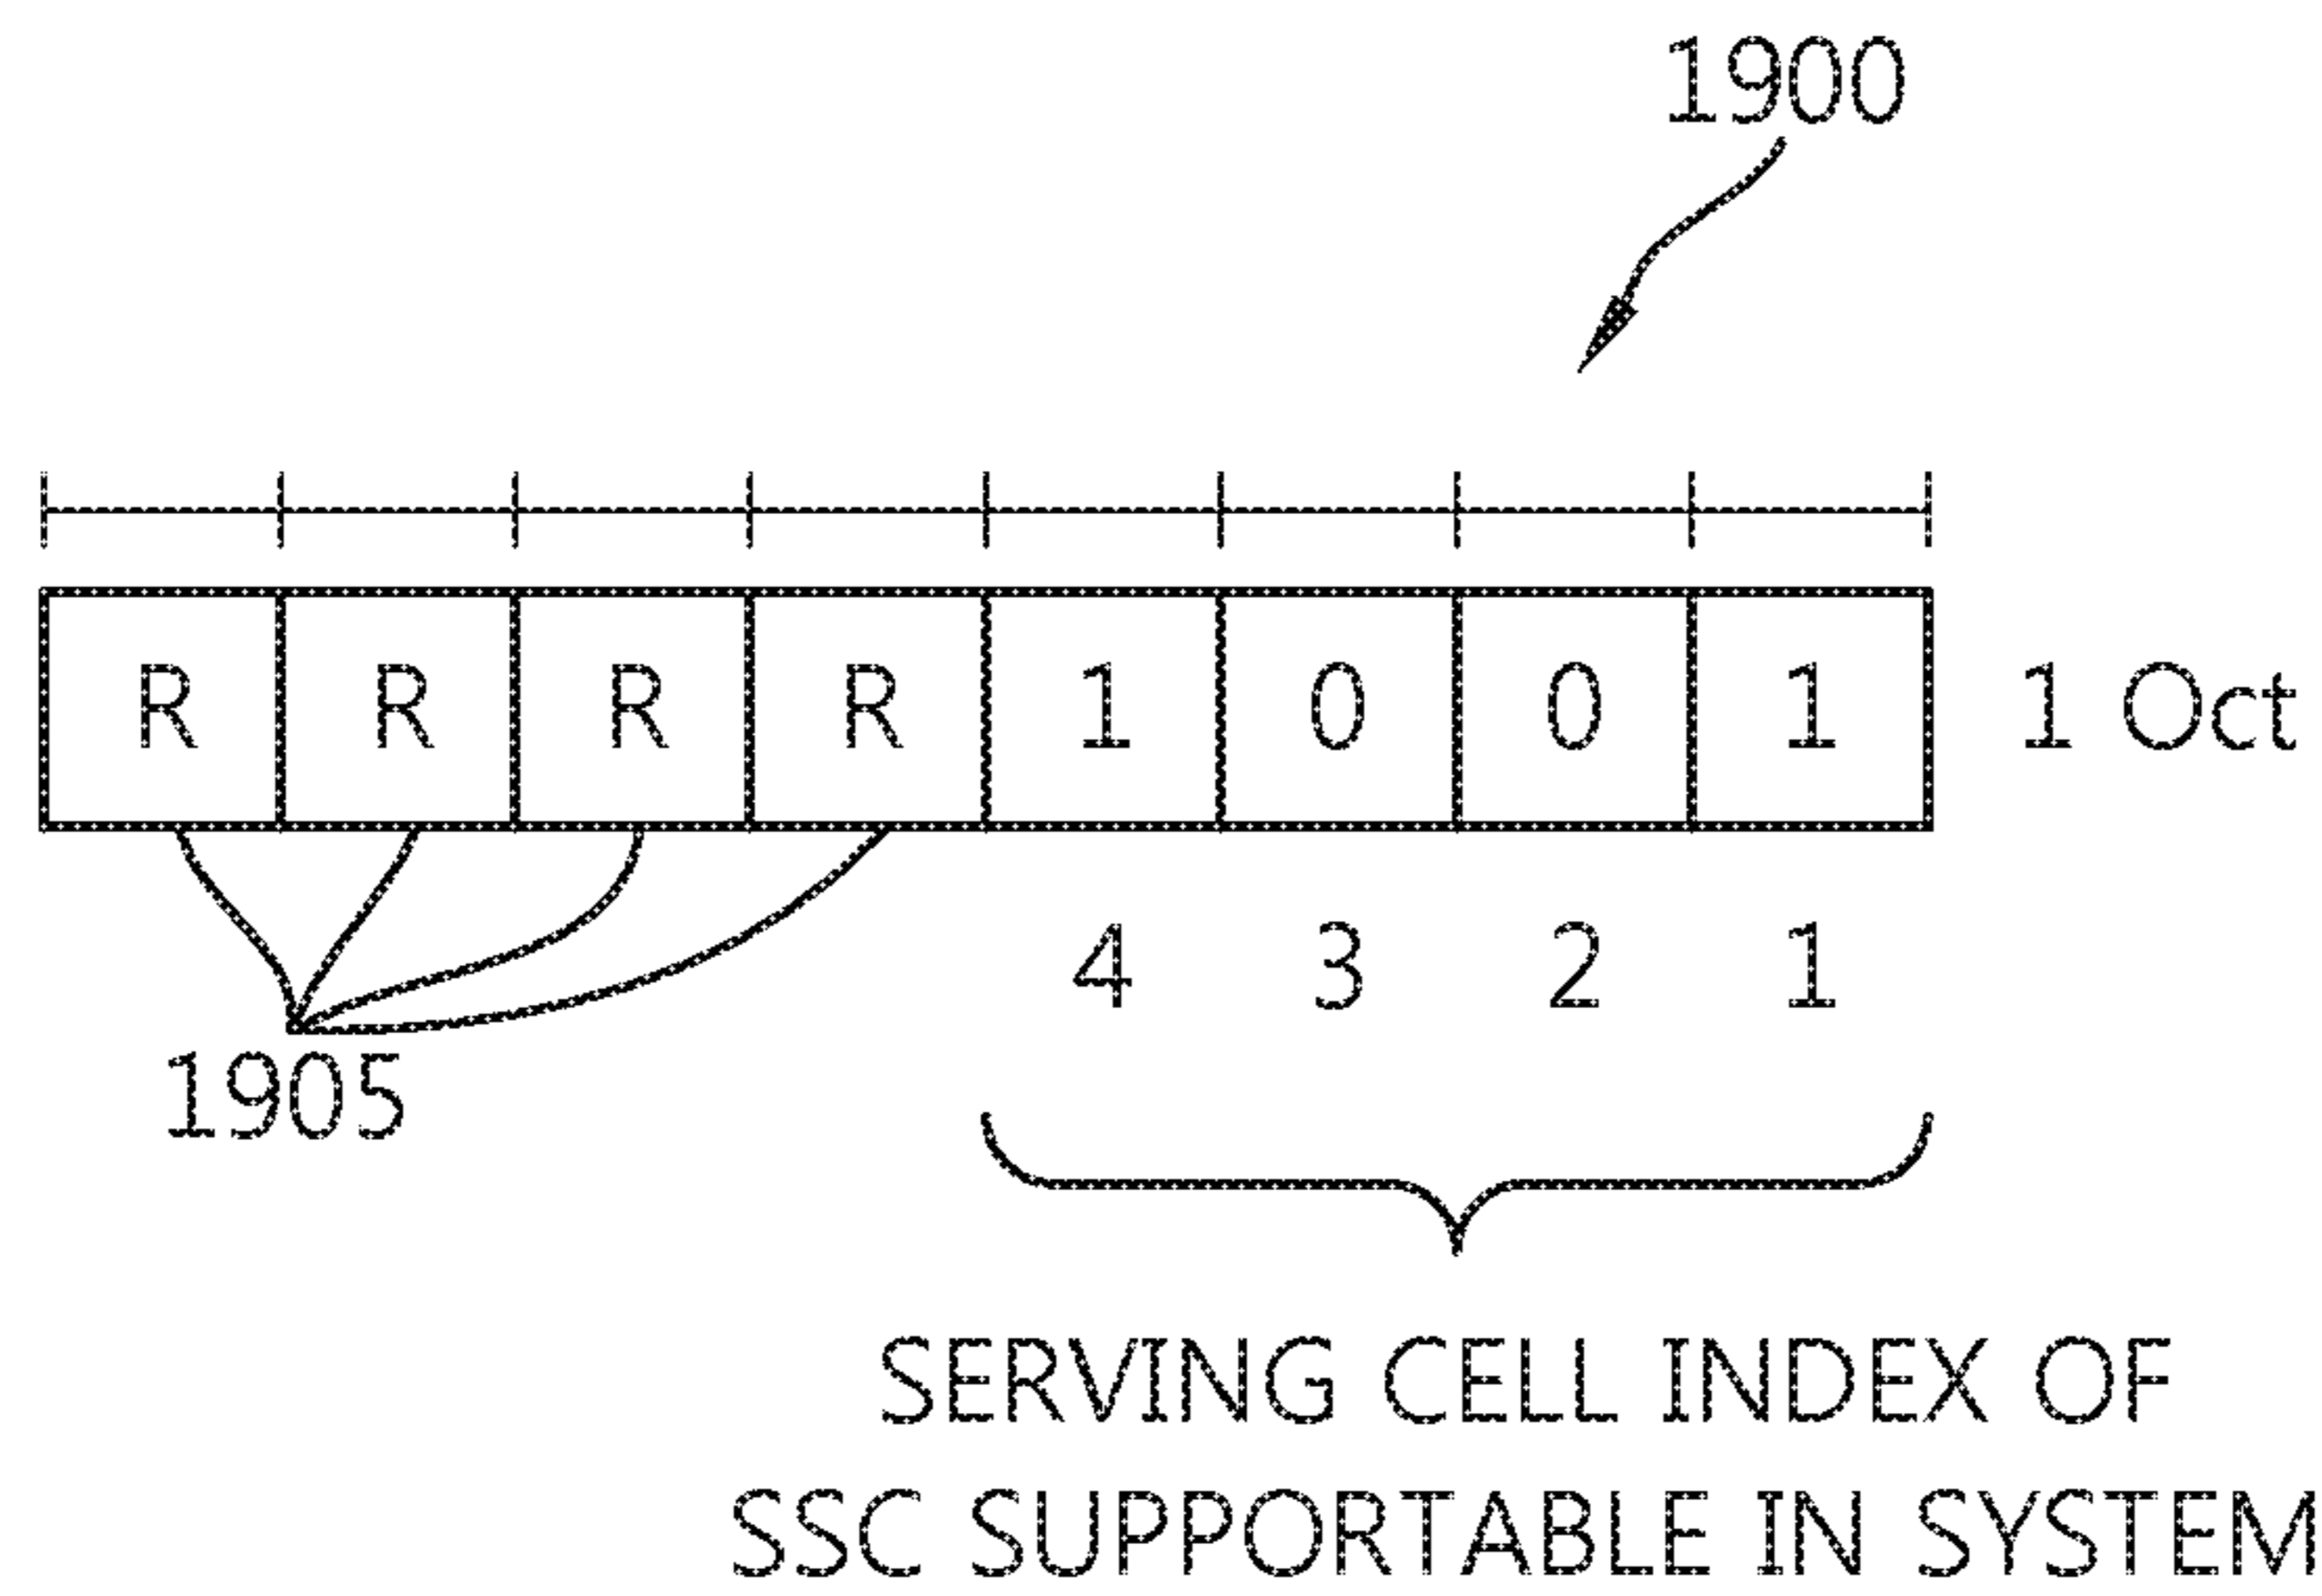 1900
R R R R 1 0 0 1 1 Oct
4 3 2 1
1905
SERVING CELL INDEX OF
SSC SUPPORTABLE IN SYSTEM